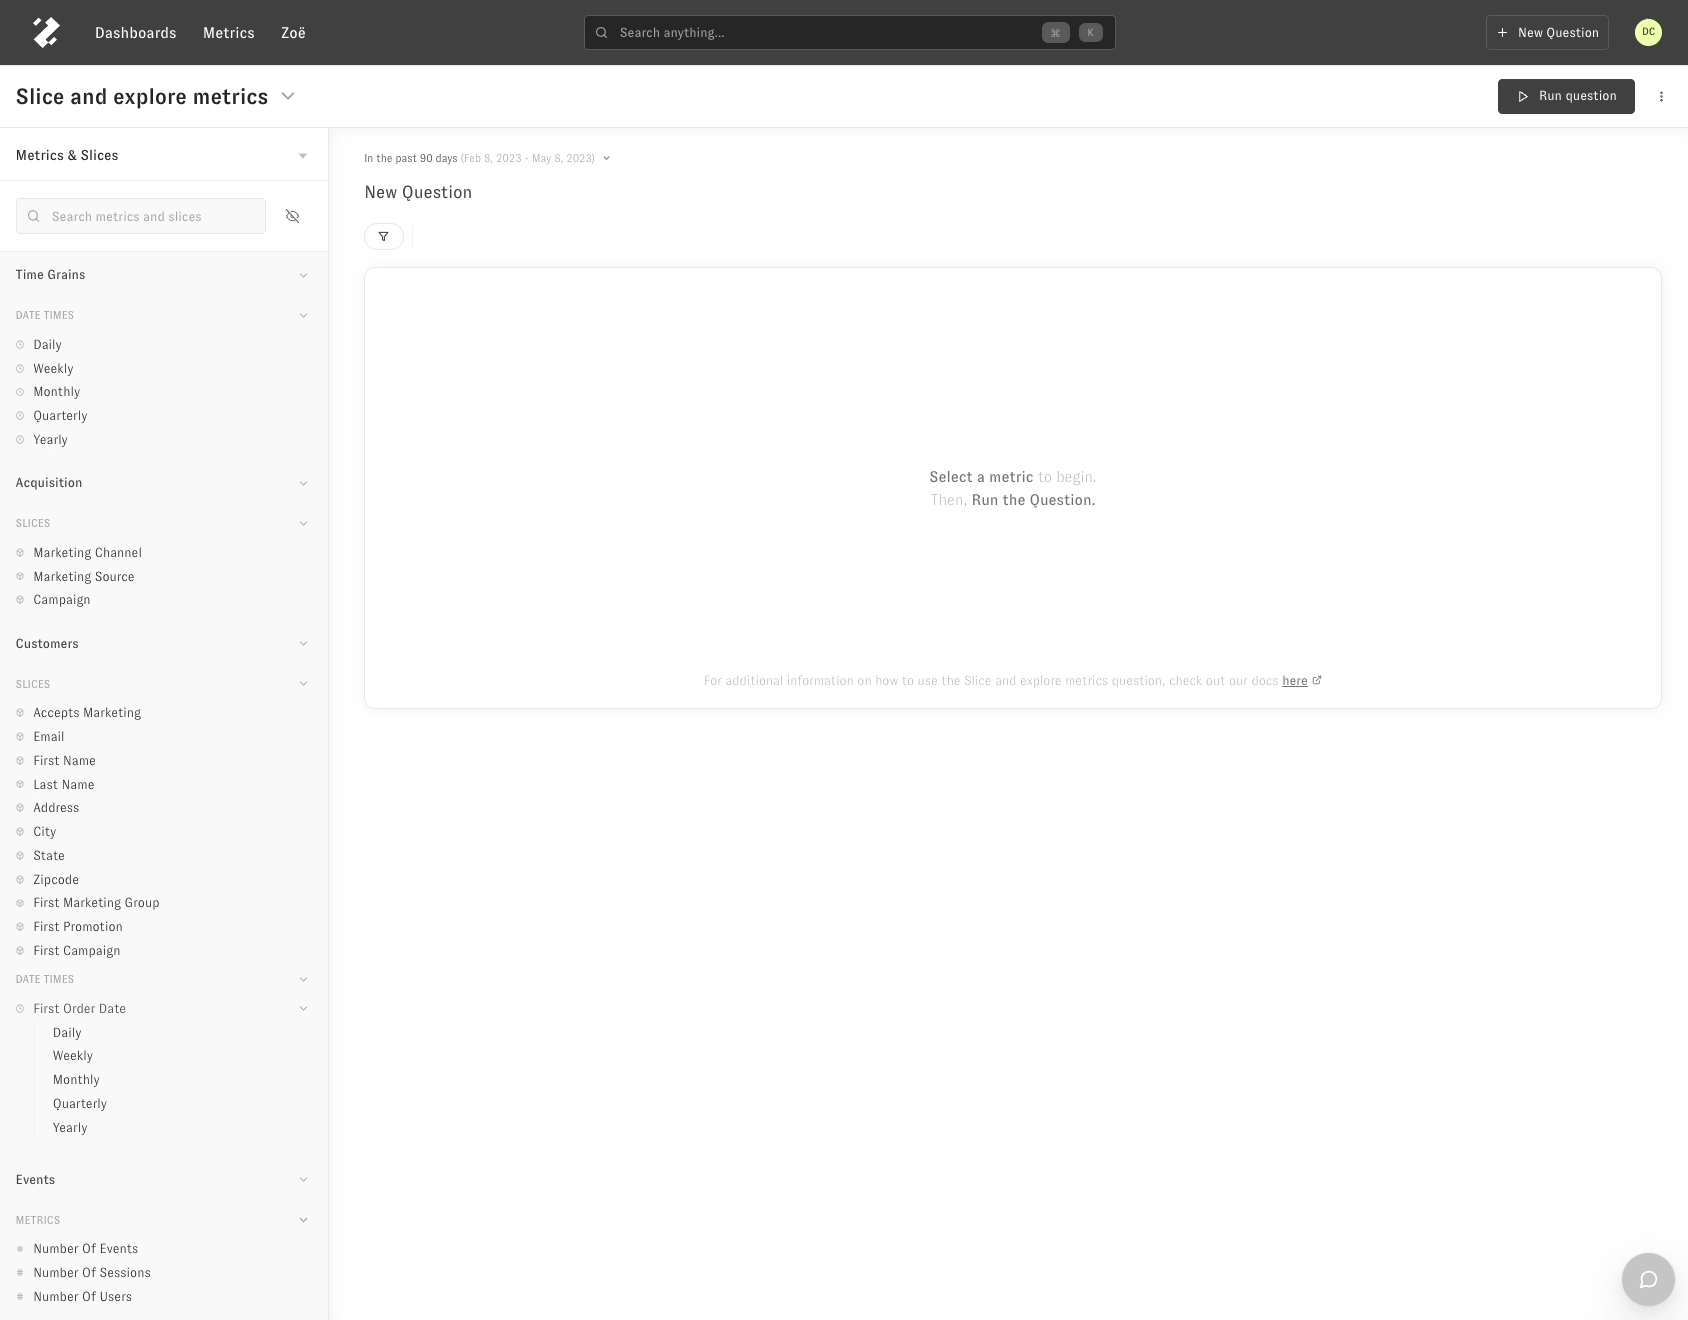 Dashboards Metrics Zoë Search anything... ⌘ K + New Question DC
Slice and explore metrics Run question
Metrics & Slices
Search metrics and slices
Time Grains
DATE TIMES
Daily
Weekly
Monthly
Quarterly
Yearly
Acquisition
SLICES
Marketing Channel
Marketing Source
Campaign
Customers
SLICES
Accepts Marketing
Email
First Name
Last Name
Address
City
State
Zipcode
First Marketing Group
First Promotion
First Campaign
DATE TIMES
First Order Date
Daily
Weekly
Monthly
Quarterly
Yearly
Events
METRICS
# Number Of Events
# Number Of Sessions
# Number Of Users
In the past 90 days (Feb 8, 2023 - May 8, 2023)
New Question
Select a metric to begin.
Then, Run the Question.
For additional information on how to use the Slice and explore metrics question, check out our docs here